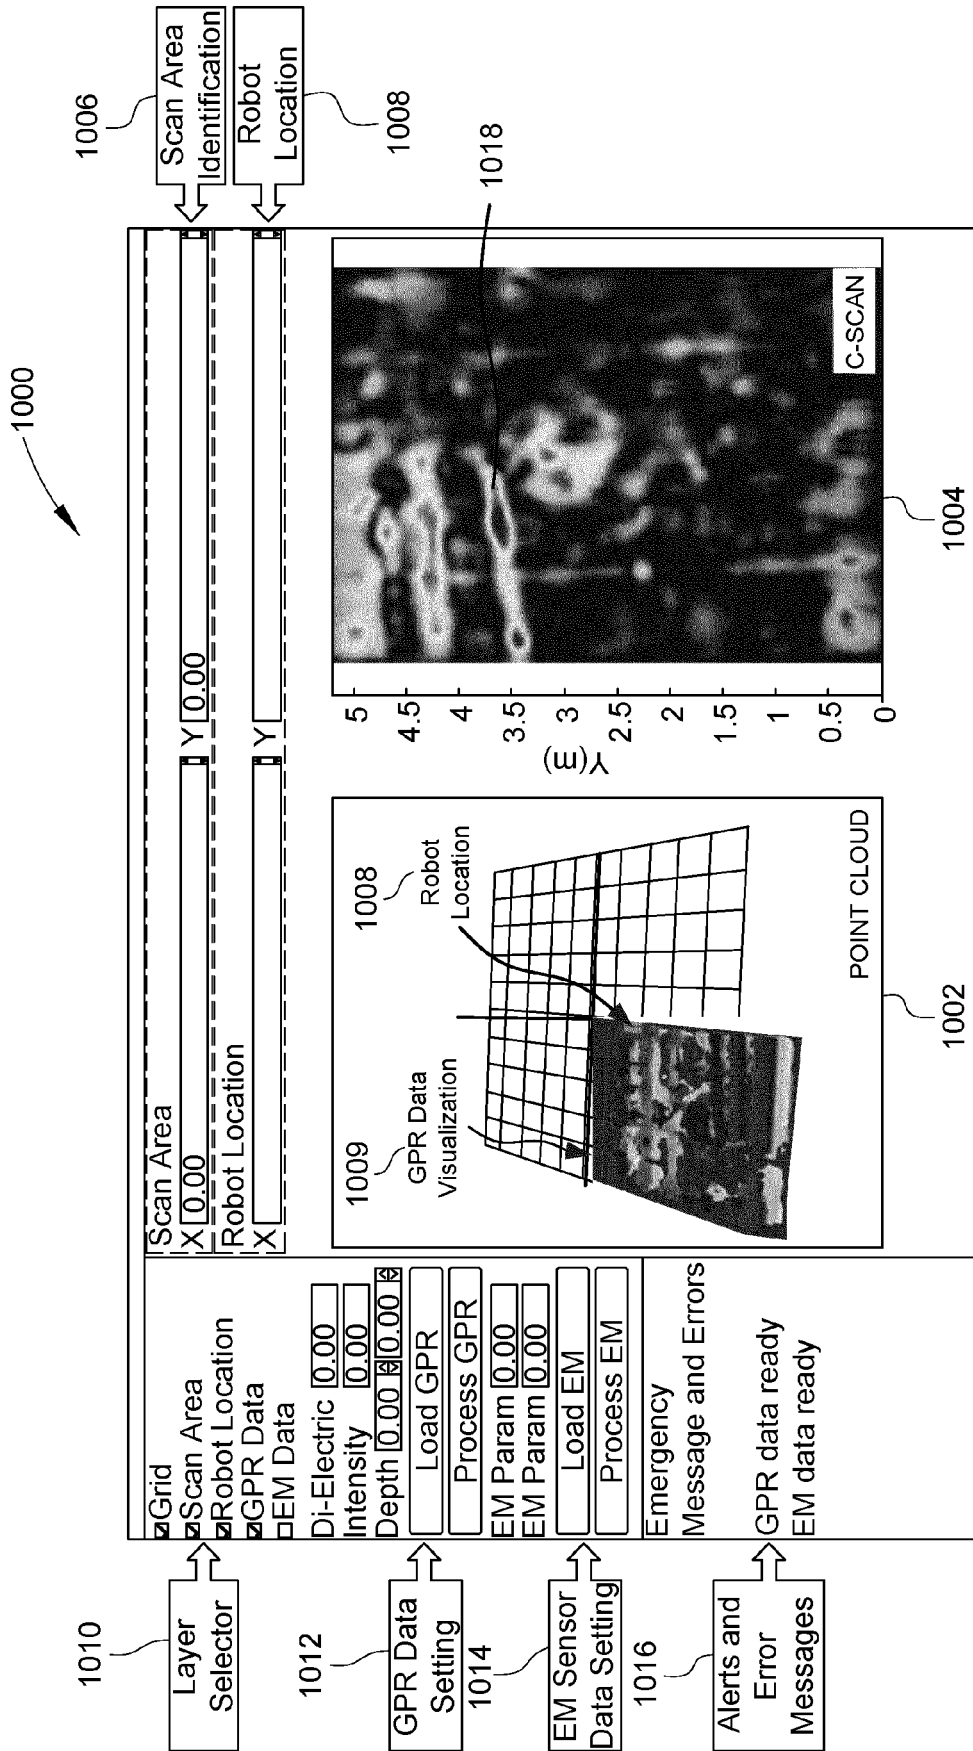 1000
1006
Scan Area
Identification
Robot
Location
1008
1010
Layer
Selector
Grid
Scan Area
Robot Location
GPR Data
EM Data
Scan Area
X 0.00 Y 0.00
Robot Location
X Y
1012
GPR Data
Setting
Di-Electric 0.00
Intensity 0.00
Depth 0.00 0.00
Load GPR
Process GPR
1014
EM Sensor
Data Setting
EM Param 0.00
EM Param 0.00
Load EM
Process EM
1016
Alerts and
Error
Messages
Emergency
Message and Errors
GPR data ready
EM data ready
1009
GPR Data
Visualization
1008
Robot
Location
POINT CLOUD
1002
Y(m)
5
4.5
4
3.5
3
2.5
2
1
0.5
0
C-SCAN
1004
1018